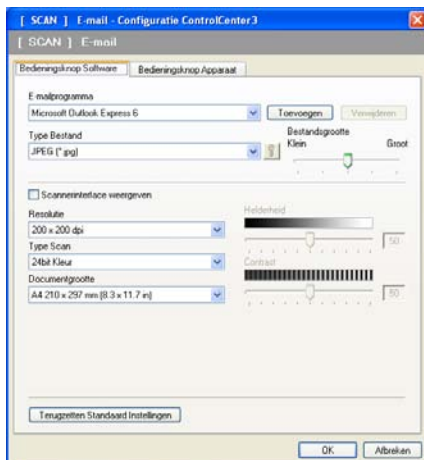 [ SCAN ] E-mail - Configuratie ControlCenter3
[ SCAN ] E-mail
Bedieningsknop Software
Bedieningsknop Apparaat
E-mailprogramma
Microsoft Outlook Express 6
Toevoegen
Verwijderen
Type Bestand
JPEG (*.jpg)
Bestandsgrootte
Klein
Groot
Scannerinterface weergeven
Resolutie
200 x 200 dpi
Type Scan
24bit Kleur
Documentgrootte
A4 210 x 297 mm (8.3 x 11.7 in)
Helderheid
50
Contrast
50
Terugzetten Standaard Instellingen
OK
Afbreken